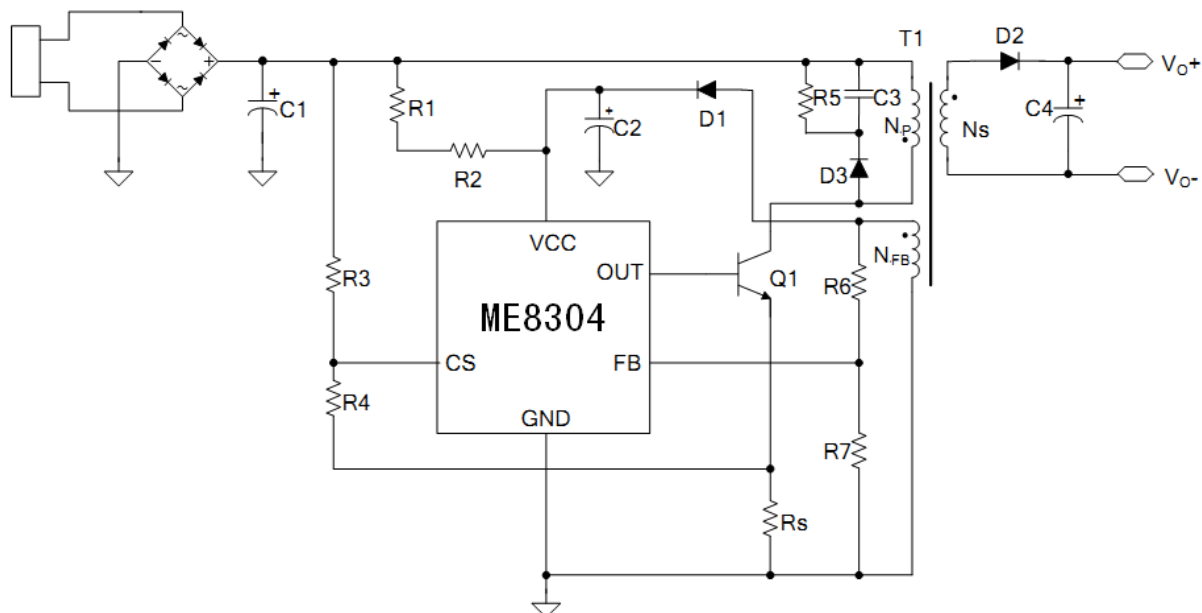 T1
D2
Vo+
C1
R1
C2
D1
R5
C3
NP
Ns
C4
R2
D3
Vo-
VCC
OUT
Q1
NFB
R3
R6
ME8304
CS
FB
R4
GND
R7
Rs